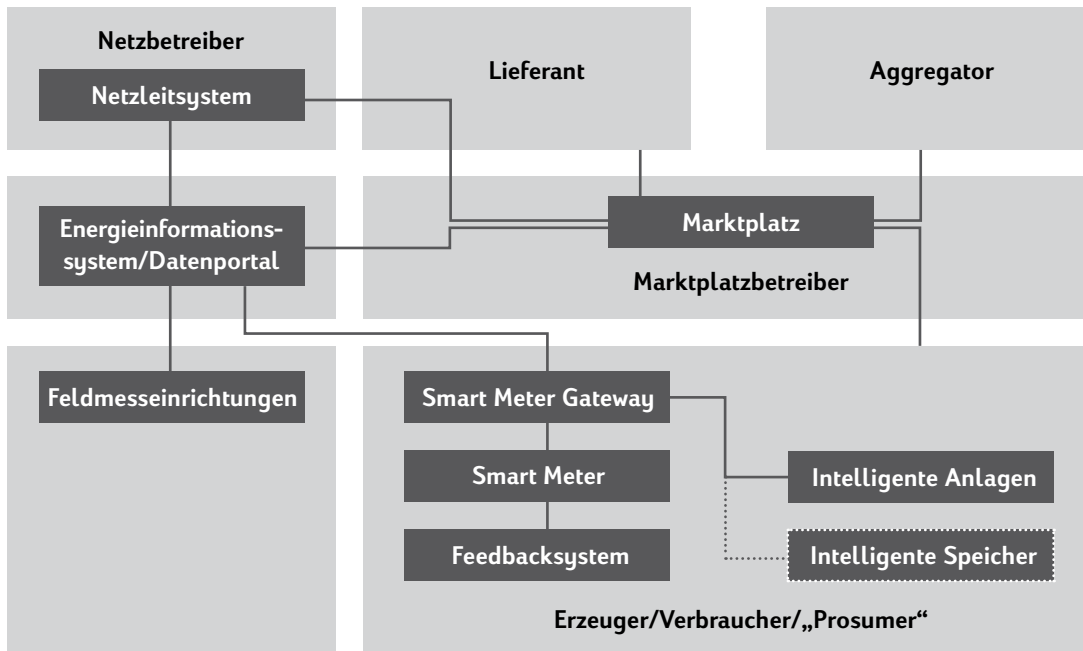 Netzbetreiber
Netzleitsystem
Lieferant
Aggregator
Energieinformations-
system/Datenportal
Marktplatz
Marktplatzbetreiber
Feldmesseinrichtungen
Smart Meter Gateway
Smart Meter
Feedbacksystem
Intelligente Anlagen
Intelligente Speicher
Erzeuger/Verbraucher/„Prosumer“